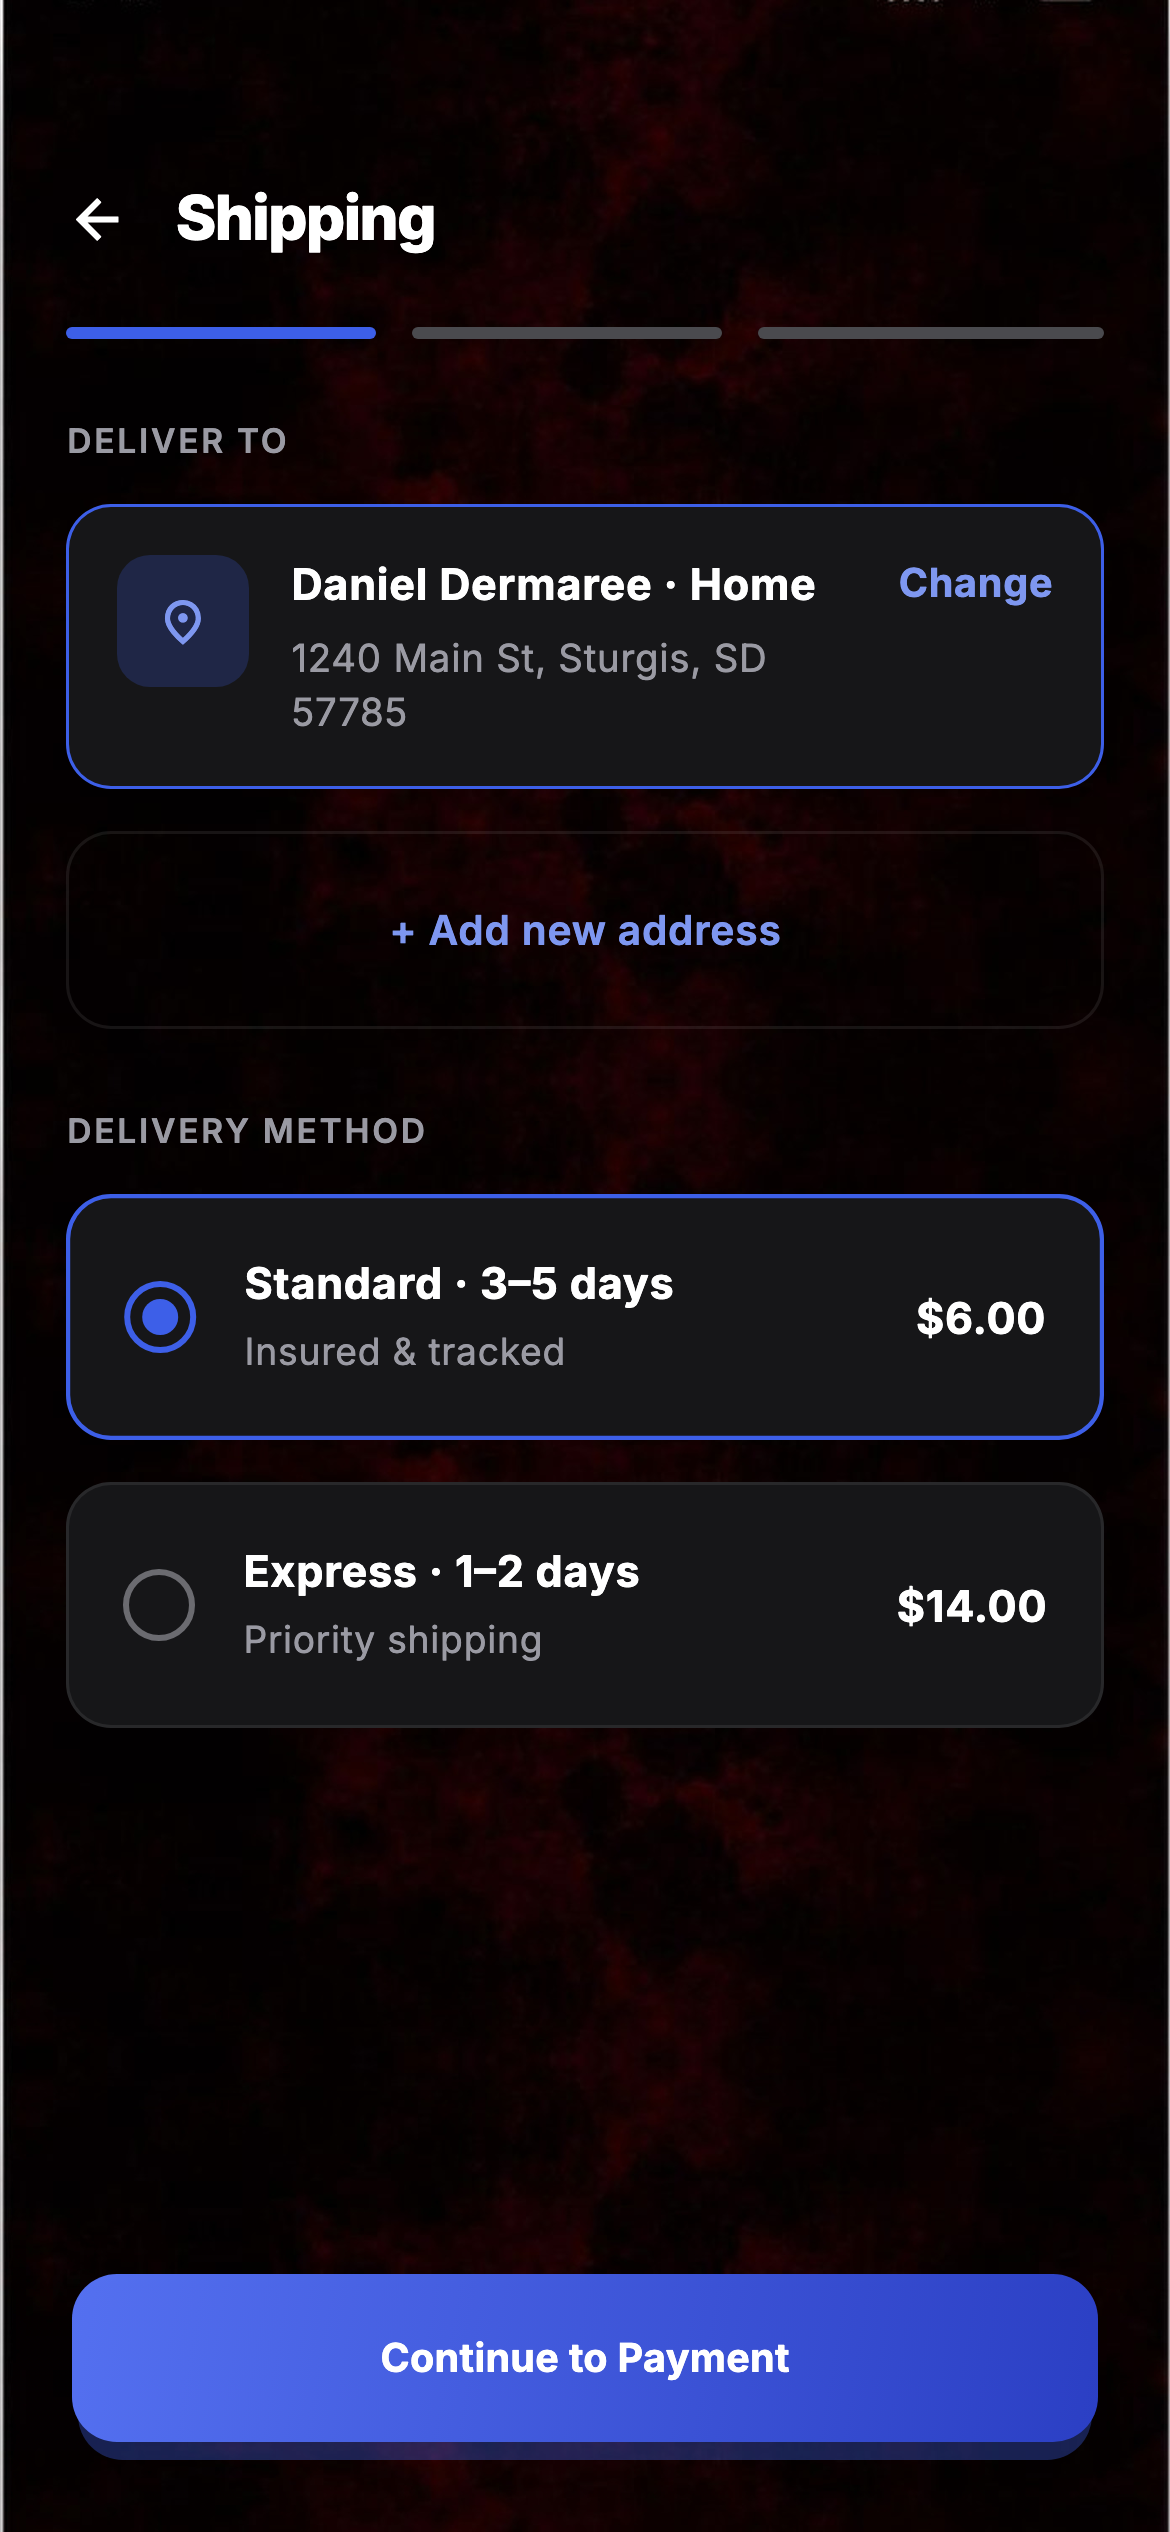 Shipping
DELIVER TO
Daniel Dermaree · Home
Change
1240 Main St, Sturgis, SD
57785
+ Add new address
DELIVERY METHOD
Standard · 3–5 days
Insured & tracked
$6.00
Express · 1–2 days
Priority shipping
$14.00
Continue to Payment